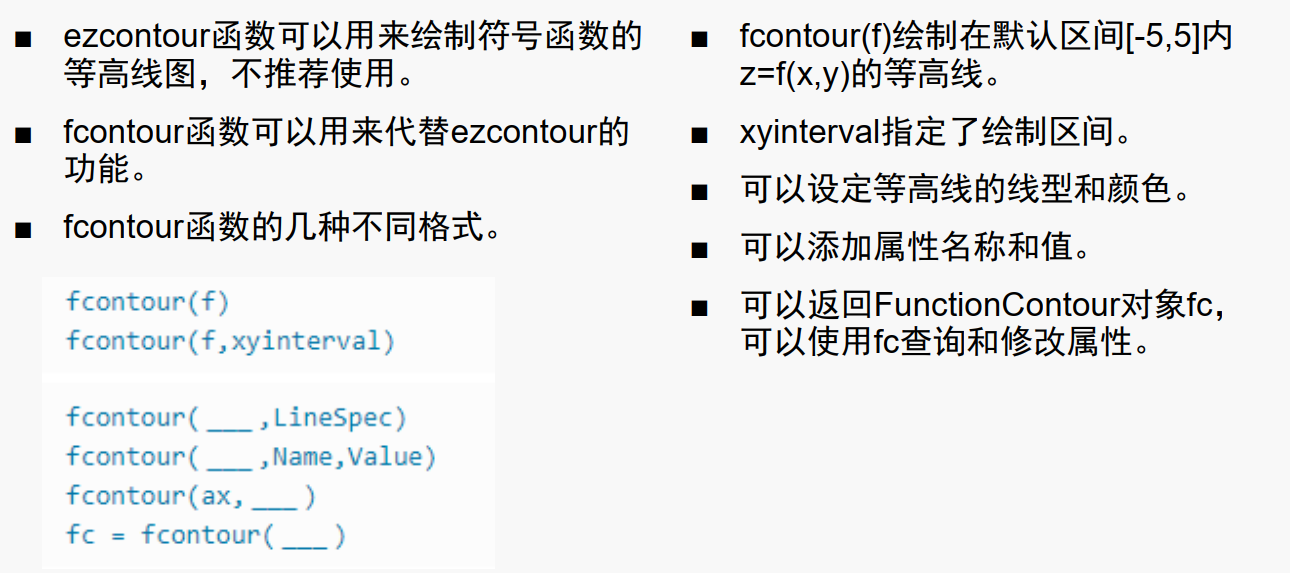 ■ ezcontour函数可以用来绘制符号函数的
等高线图，不推荐使用。
■ fcontour函数可以用来代替ezcontour的
功能。
■ fcontour函数的几种不同格式。
fcontour(f)
fcontour(f,xyinterval)
fcontour(___,LineSpec)
fcontour(___,Name,Value)
fcontour(ax,___)
fc = fcontour(___)
■ fcontour(f)绘制在默认区间[-5,5]内
z=f(x,y)的等高线。
■ xyinterval指定了绘制区间。
■ 可以设定等高线的线型和颜色。
■ 可以添加属性名称和值。
■ 可以返回FunctionContour对象fc，
可以使用fc查询和修改属性。